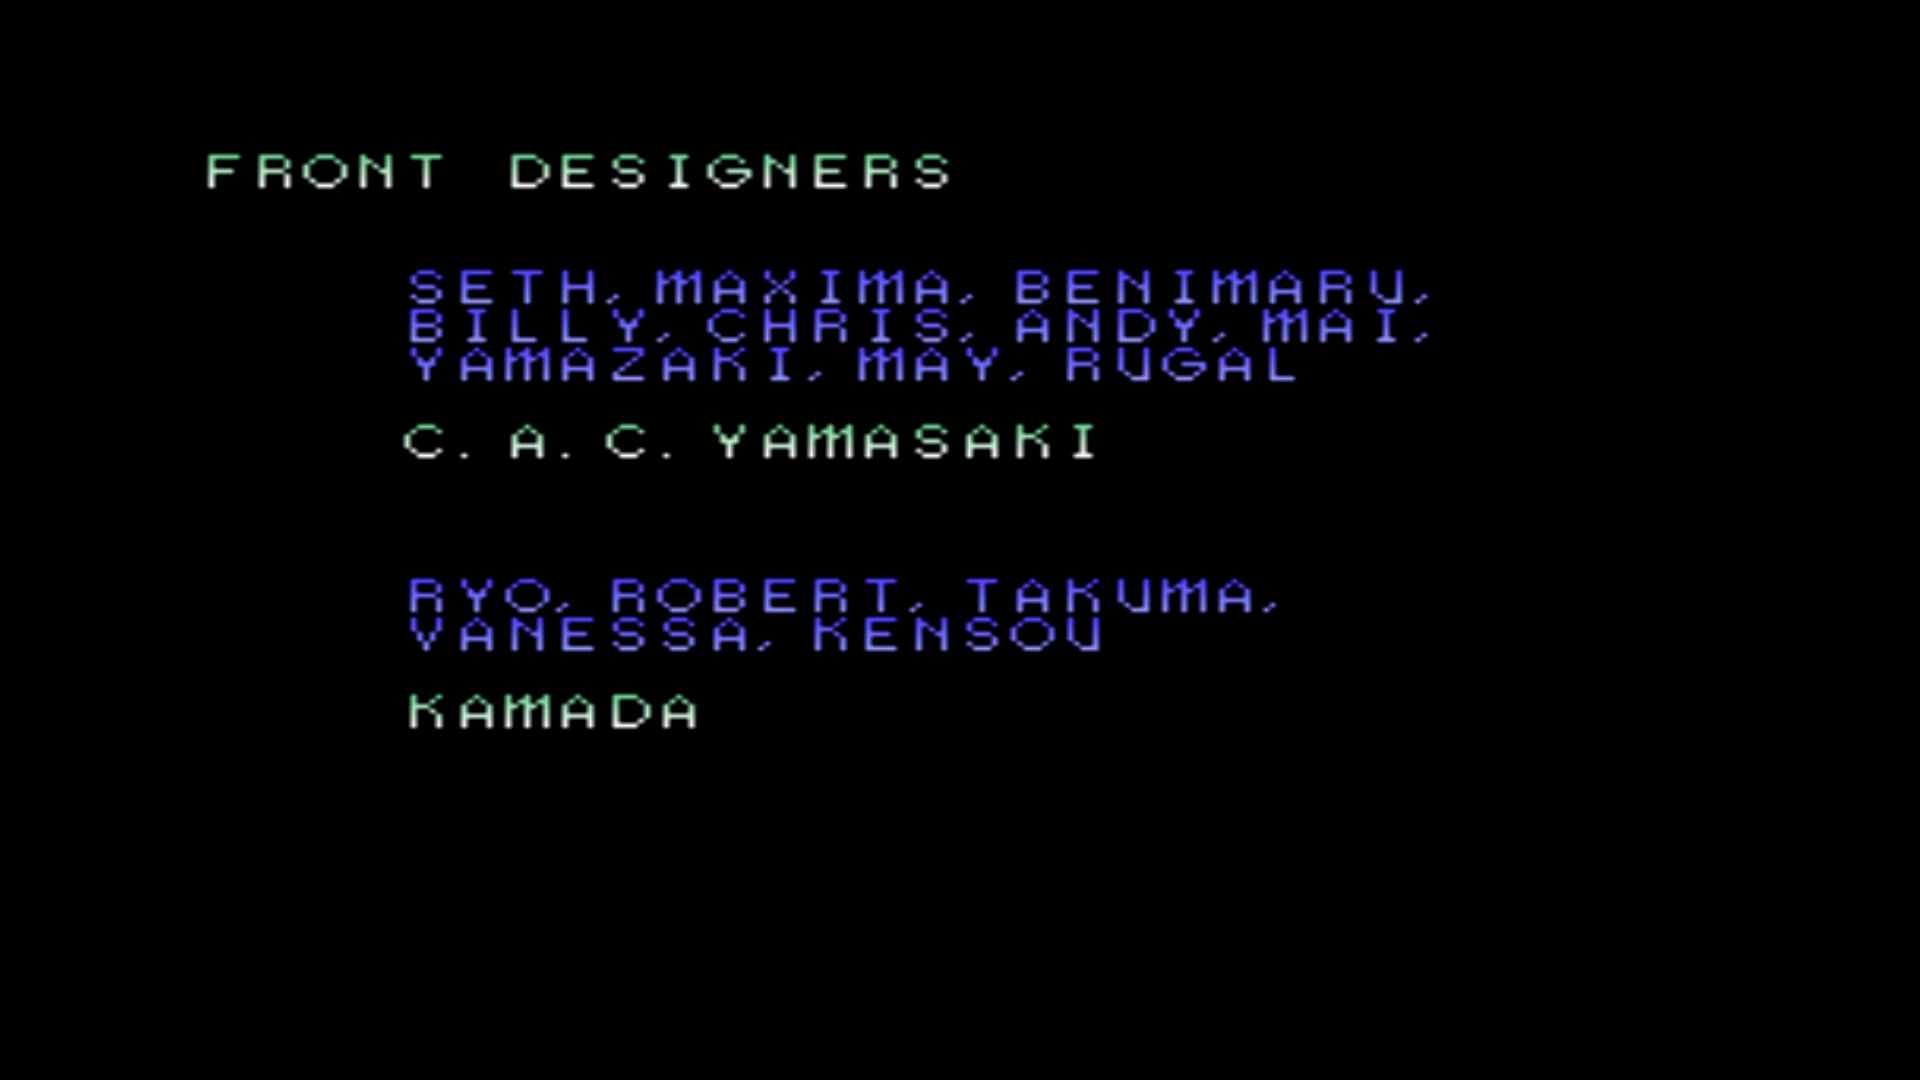 FRONT DESIGNERS
SETH, MAXIMA, BENIMARU,
BILLY, CHRIS, ANDY, MAI,
YAMAZAKI, MAY, RUGAL
C. A. C. YAMASAKI
RYO, ROBERT, TAKUMA,
VANESSA, KENSOU
KAMADA